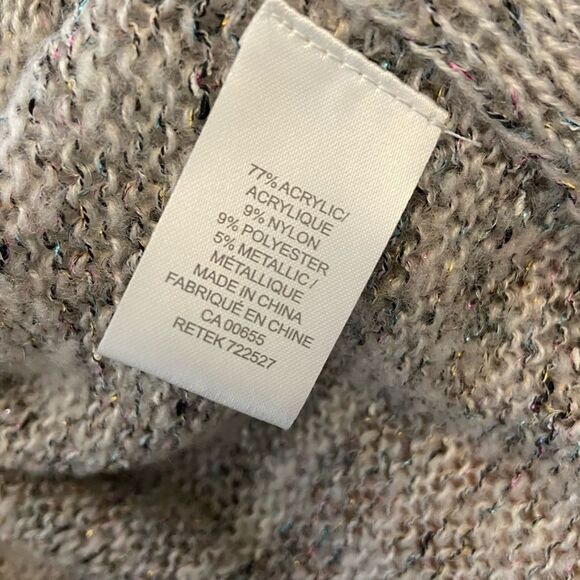 77% ACRYLIC/
ACRYLIQUE
9% NYLON
9% POLYESTER
5% METALLIC /
MÉTALLIQUE
MADE IN CHINA
FABRIQUÉ EN CHINE
CA 00655
RETEK 722527